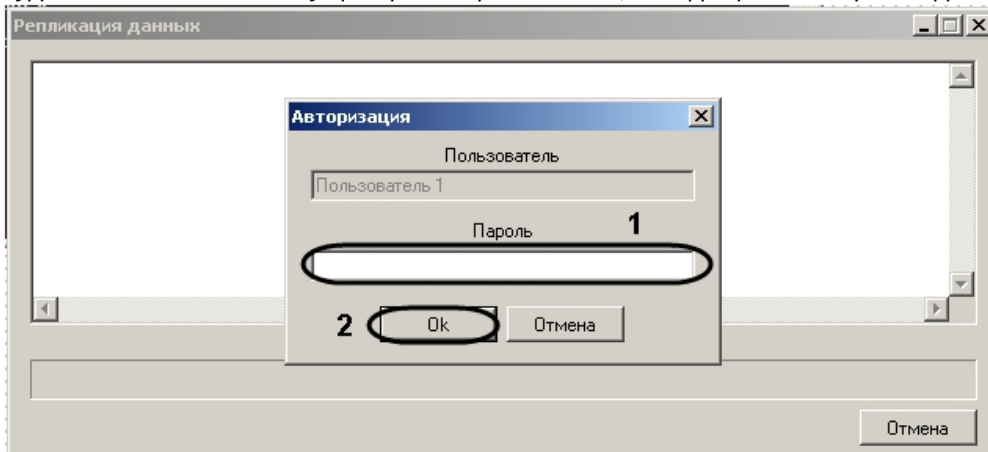 Репликация данных
Авторизация
Пользователь
Пользователь 1
Пароль
1
2
Ok
Отмена
Отмена